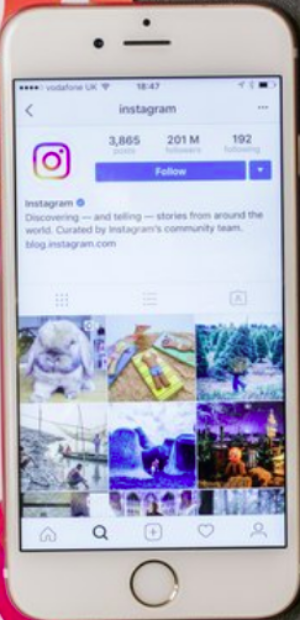 vodafone UK 18:47
instagram
3,865 201 M 192
posts followers following
Follow
Instagram
Discovering — and telling — stories from around the
world. Curated by Instagram's community team.
blog.instagram.com